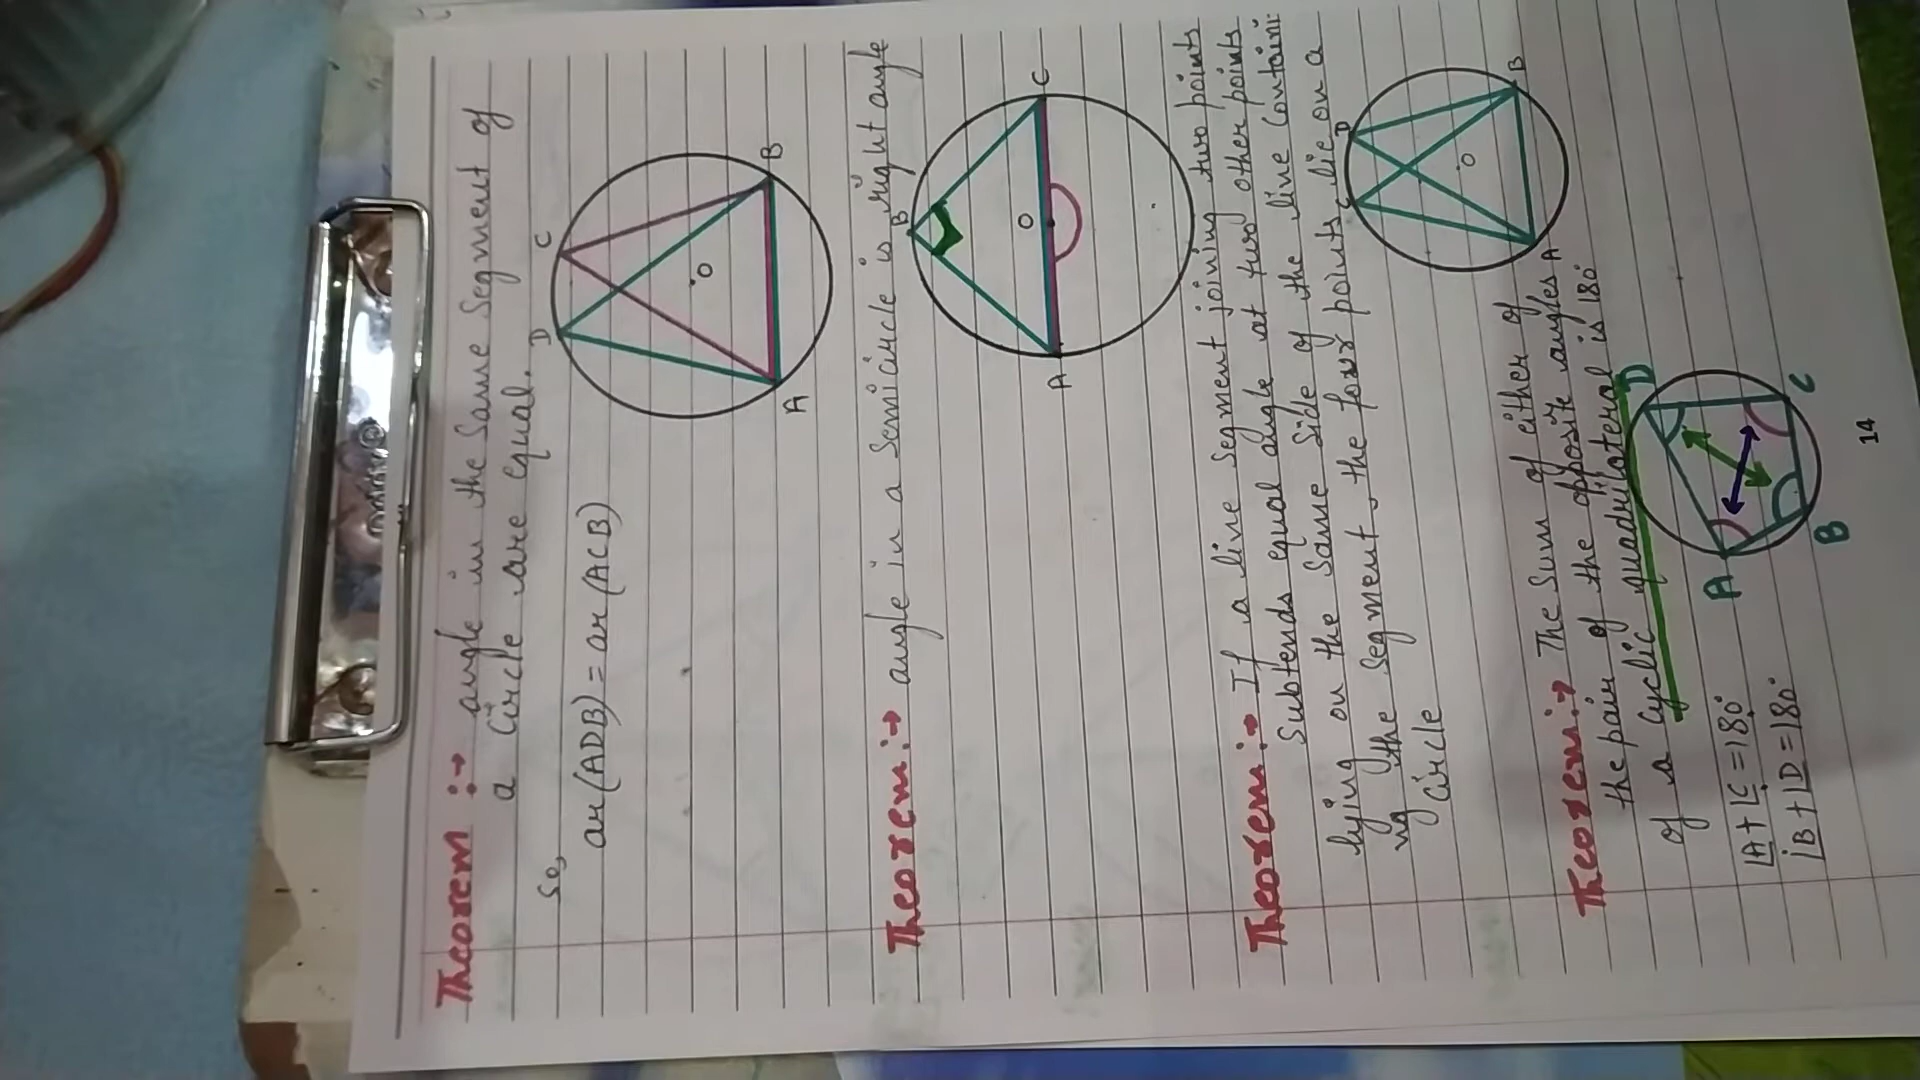 Theorem :→ angle in the same segment of
a circle are equal.
So,
ar(ADB) = ar(ACB)
D
C
O
A
B
Theorem:→ angle in a semicircle is right angle
B
O
A
C
Theorem:→ If a line segment joining two points
subtends equal angle at two other points
lying on the same side of the line containi
ng the segment, the four points lie on a
circle
C
D
O
A
B
Theorem:→ The sum of either of
the pair of the opposite angles
of a cyclic quadrilateral is 180°
∠A + ∠C = 180°
∠B + ∠D = 180°
A
D
B
C
14